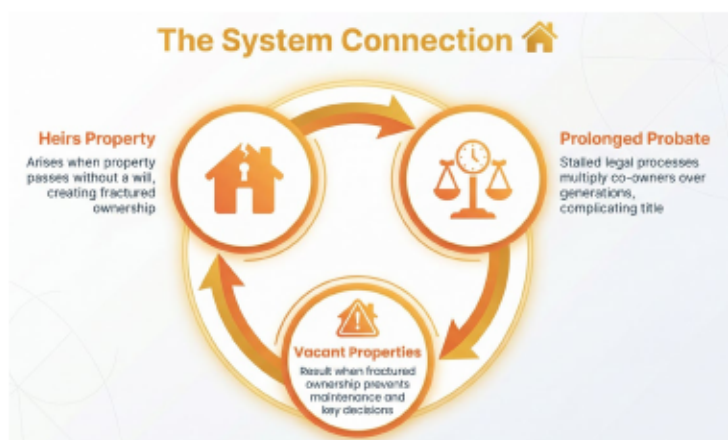 The System Connection
Heirs Property
Arises when property
passes without a will,
creating fractured
ownership
Prolonged Probate
Stalled legal processes
multiply co-owners over
generations,
complicating title
Vacant Properties
Result when fractured
ownership prevents
maintenance and
key decisions